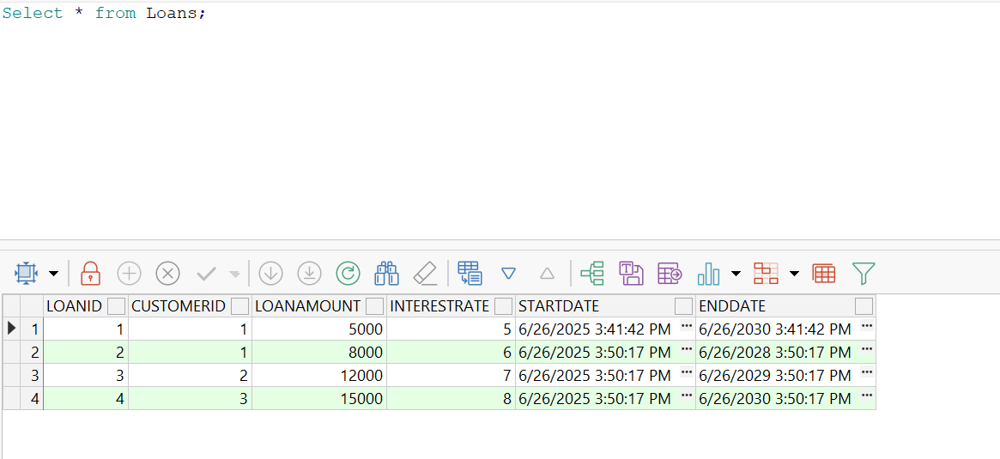 Select * from Loans;
LOANID CUSTOMERID LOANAMOUNT INTERESTRATE STARTDATE ENDDATE
1 1 1 5000 5 6/26/2025 3:41:42 PM ... 6/26/2030 3:41:42 PM ...
2 2 1 8000 6 6/26/2025 3:50:17 PM ... 6/26/2028 3:50:17 PM ...
3 3 2 12000 7 6/26/2025 3:50:17 PM ... 6/26/2029 3:50:17 PM ...
4 4 3 15000 8 6/26/2025 3:50:17 PM ... 6/26/2030 3:50:17 PM ...